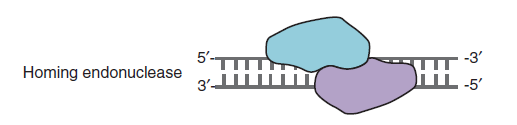 5′- -3′
Homing endonuclease
3′- -5′